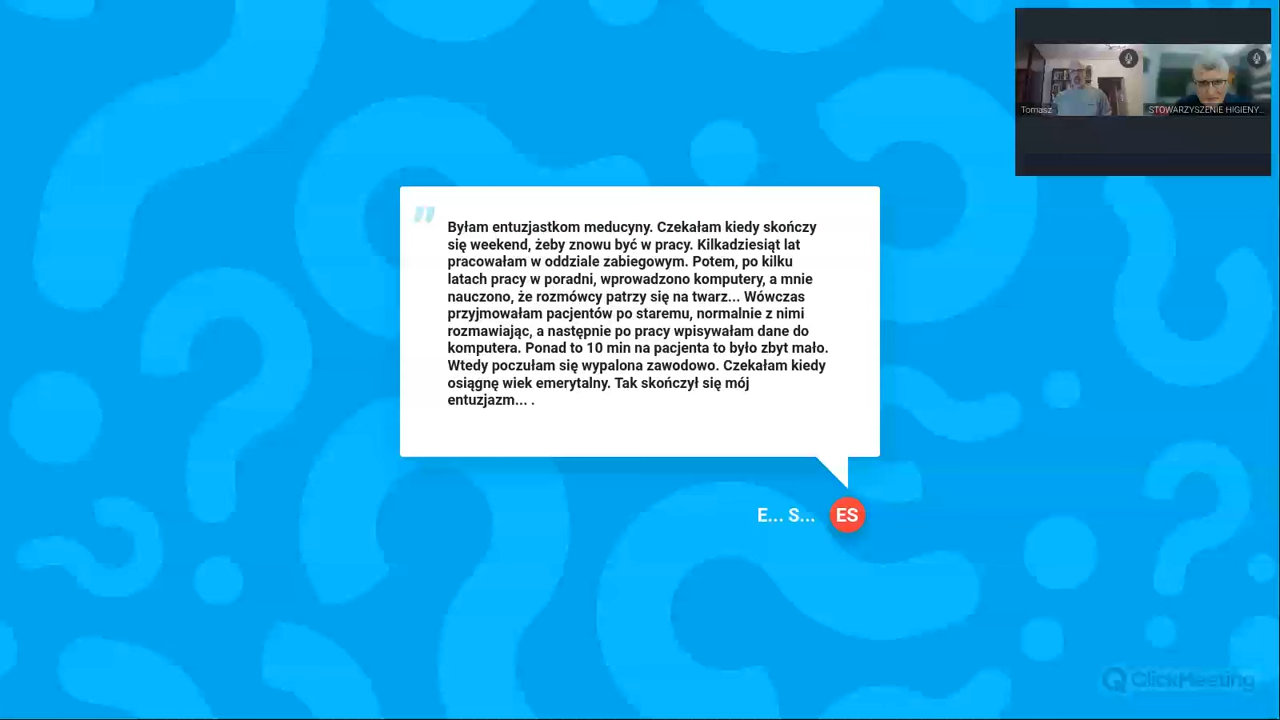 Tomasz
STOWARZYSZENIE HIGIENY...
Byłam entuzjastkom meducyny. Czekałam kiedy skończy
się weekend, żeby znowu być w pracy. Kilkadziesiąt lat
pracowałam w oddziale zabiegowym. Potem, po kilku
latach pracy w poradni, wprowadzono komputery, a mnie
nauczono, że rozmówcy patrzy się na twarz... Wówczas
przyjmowałam pacjentów po staremu, normalnie z nimi
rozmawiając, a następnie po pracy wpisywałam dane do
komputera. Ponad to 10 min na pacjenta to było zbyt mało.
Wtedy poczułam się wypalona zawodowo. Czekałam kiedy
osiągnę wiek emerytalny. Tak skończył się mój
entuzjazm... .
E... S...
ES
ClickMeeting